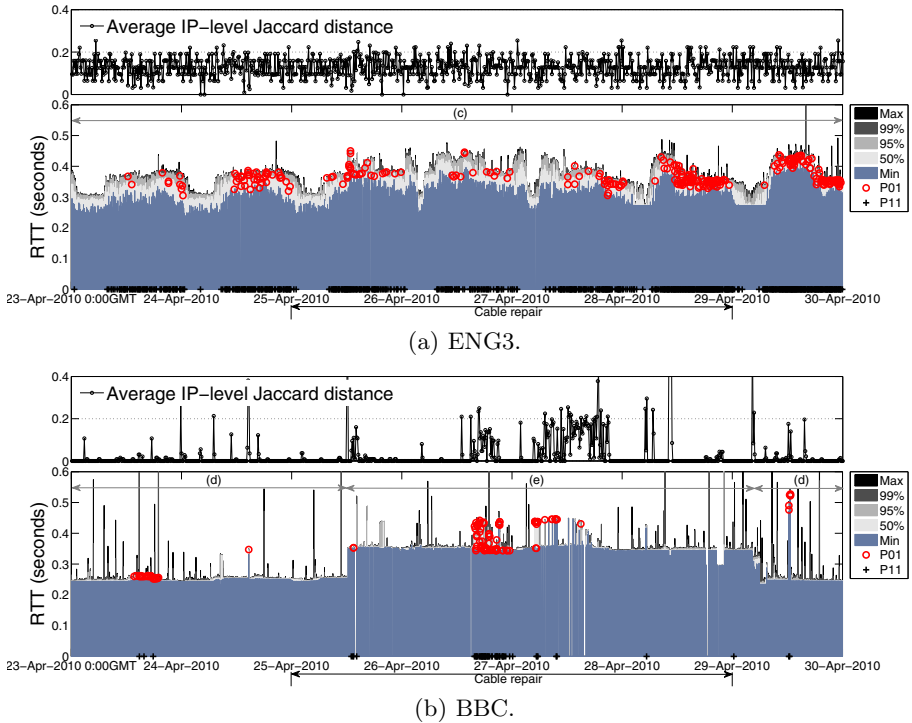 0.4
Average IP−level Jaccard distance
0.2
0
0.6
(c)
0.5
0.4
0.3
0.2
0.1
0
RTT (seconds)
Max
99%
95%
50%
Min
P01
P11
23−Apr−2010 0:00GMT 24−Apr−2010 25−Apr−2010 26−Apr−2010 27−Apr−2010 28−Apr−2010 29−Apr−2010 30−Apr−2010
Cable repair
(a) ENG3.
0.4
Average IP−level Jaccard distance
0.2
0
0.6
(d) (e) (d)
0.5
0.4
0.3
0.2
0.1
0
RTT (seconds)
Max
99%
95%
50%
Min
P01
P11
23−Apr−2010 0:00GMT 24−Apr−2010 25−Apr−2010 26−Apr−2010 27−Apr−2010 28−Apr−2010 29−Apr−2010 30−Apr−2010
Cable repair
(b) BBC.